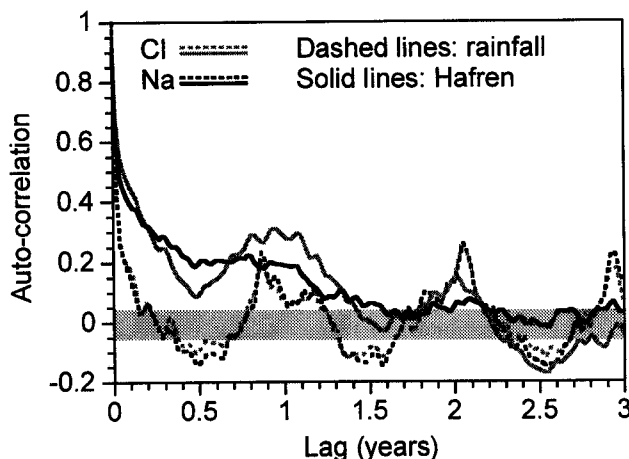 1
0.8
0.6
0.4
0.2
0
-0.2
Auto-correlation
Cl Dashed lines: rainfall
Na Solid lines: Hafren
0 0.5 1 1.5 2 2.5 3
Lag (years)